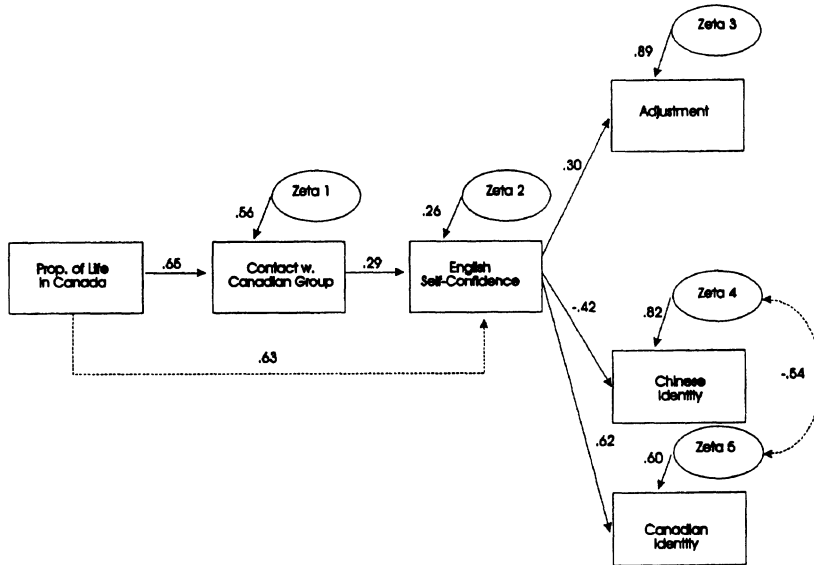 Zeta 3
.89
Adjustment
.30
Zeta 1
Zeta 2
.56
.26
Prop. of Life
in Canada
.65
Contact w.
Canadian Group
.29
English
Self-Confidence
Zeta 4
-.42
.82
.63
-.54
Chinese
Identity
.62
Zeta 5
.60
Canadian
Identity